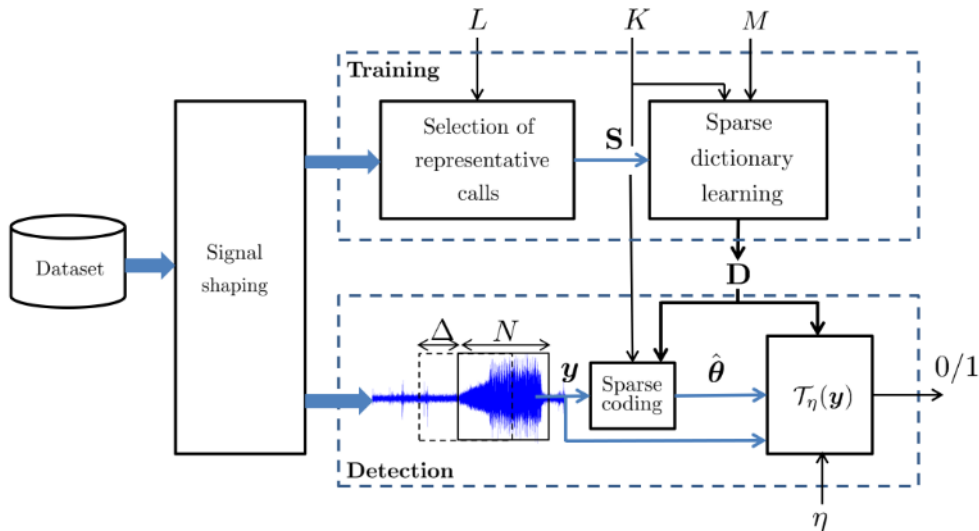 L
K
M
Training
Selection of
representative
calls
S
Sparse
dictionary
learning
Dataset
Signal
shaping
D
Δ
N
y
Sparse
coding
θ̂
𝒯η(y)
0/1
Detection
η